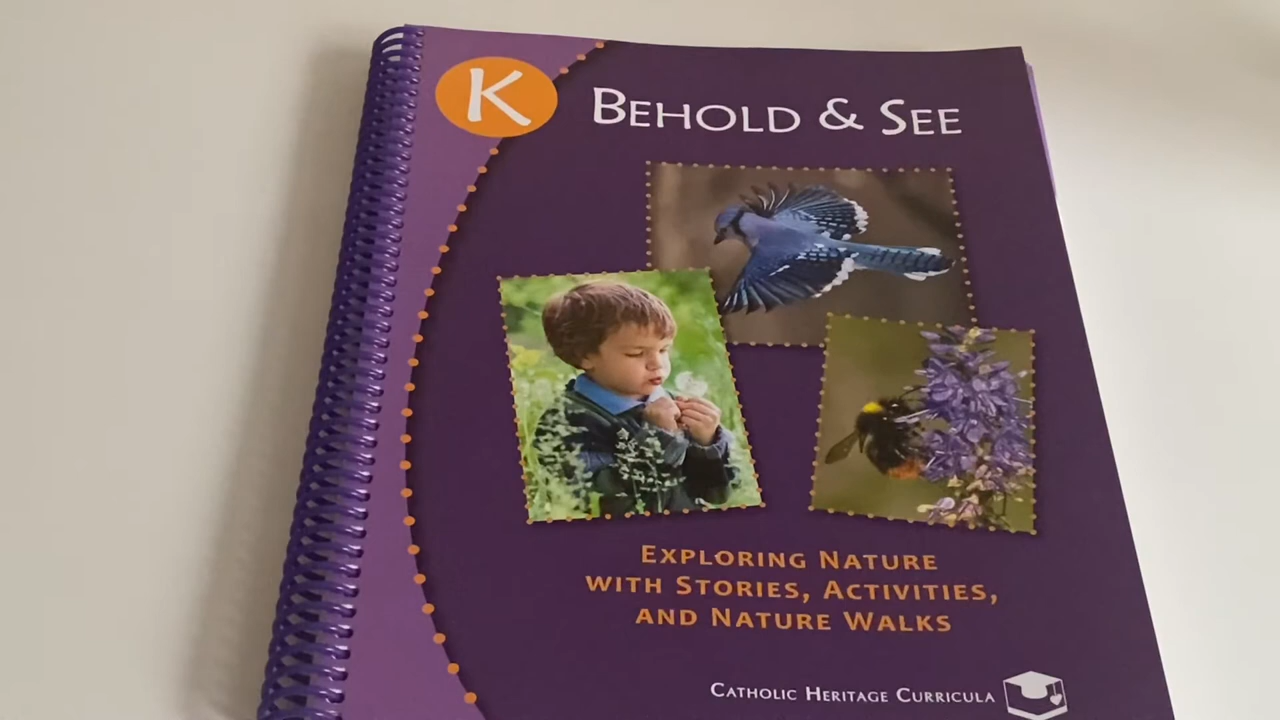 K
BEHOLD & SEE
EXPLORING NATURE
WITH STORIES, ACTIVITIES,
AND NATURE WALKS
CATHOLIC HERITAGE CURRICULA